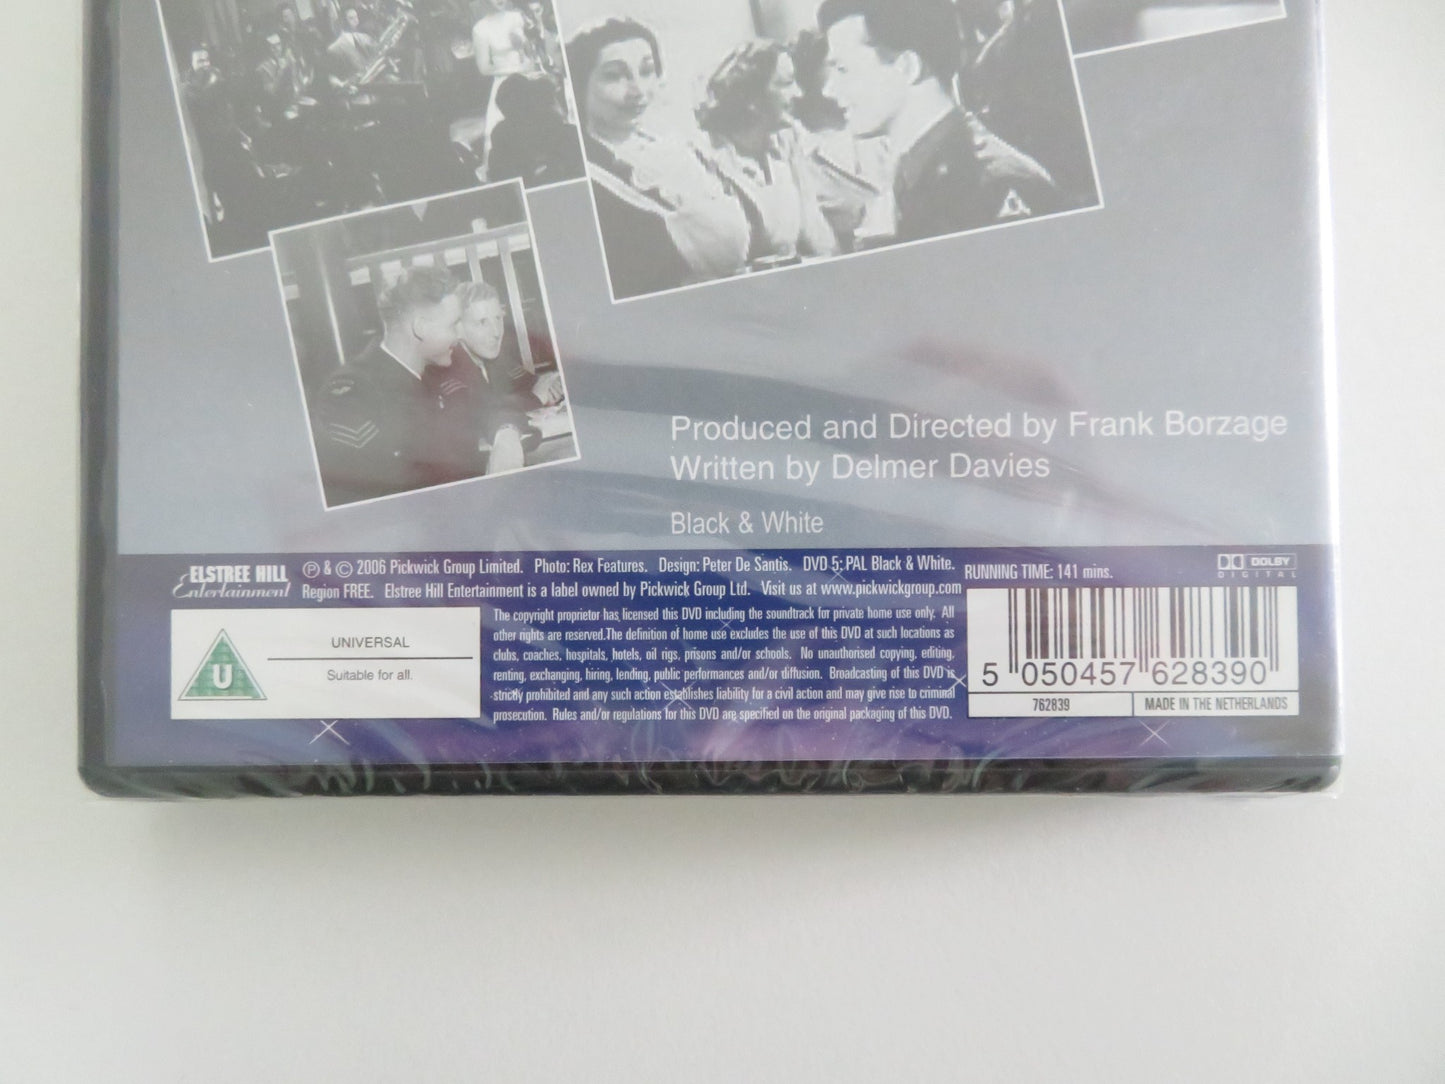 Produced and Directed by Frank Borzage
Written by Delmer Davies
Black & White
ELSTREE HILL
Entertainment
℗ & © 2006 Pickwick Group Limited. Photo: Rex Features. Design: Peter De Santis. DVD 5: PAL Black & White.
Region FREE. Elstree Hill Entertainment is a label owned by Pickwick Group Ltd. Visit us at www.pickwickgroup.com
RUNNING TIME: 141 mins.
DOLBY
DIGITAL
U
UNIVERSAL
Suitable for all.
The copyright proprietor has licensed this DVD including the soundtrack for private home use only. All
other rights are reserved.The definition of home use excludes the use of this DVD at such locations as
clubs, coaches, hospitals, hotels, oil rigs, prisons and/or schools. No unauthorised copying, editing,
renting, exchanging, hiring, lending, public performances and/or diffusion. Broadcasting of this DVD is
strictly prohibited and any such action establishes liability for a civil action and may give rise to criminal
prosecution. Rules and/or regulations for this DVD are specified on the original packaging of this DVD.
5 050457 628390
762839
MADE IN THE NETHERLANDS